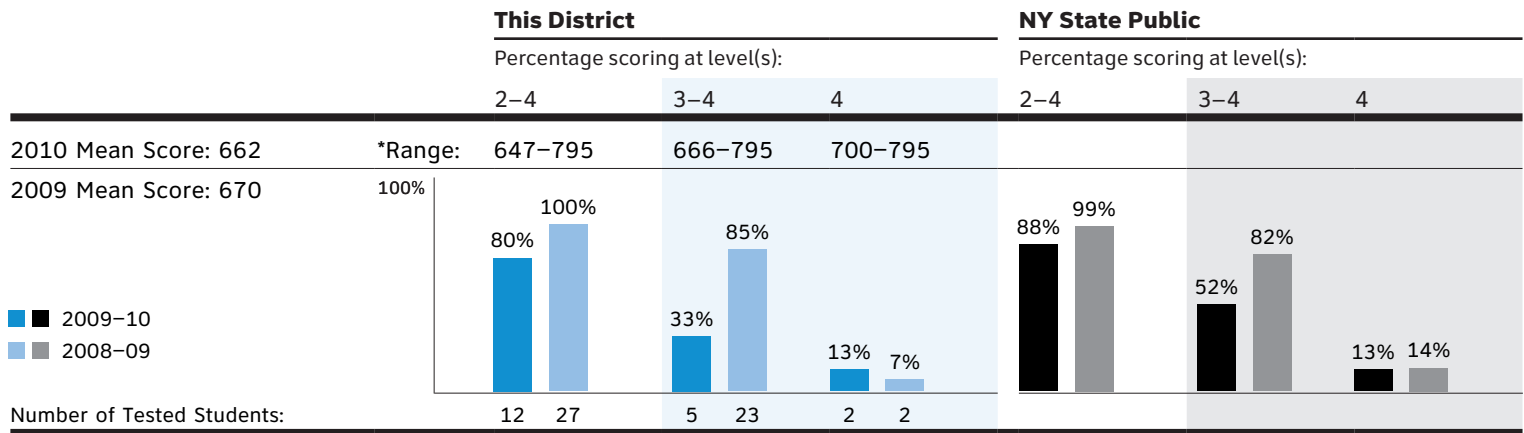 This District NY State Public
Percentage scoring at level(s): Percentage scoring at level(s):
2–4 3–4 4 2–4 3–4 4
2010 Mean Score: 662 *Range: 647–795 666–795 700–795
2009 Mean Score: 670 100%
80% 100% 33% 85% 13% 7% 88% 99% 52% 82% 13% 14%
2009–10
2008–09
Number of Tested Students: 12 27 5 23 2 2